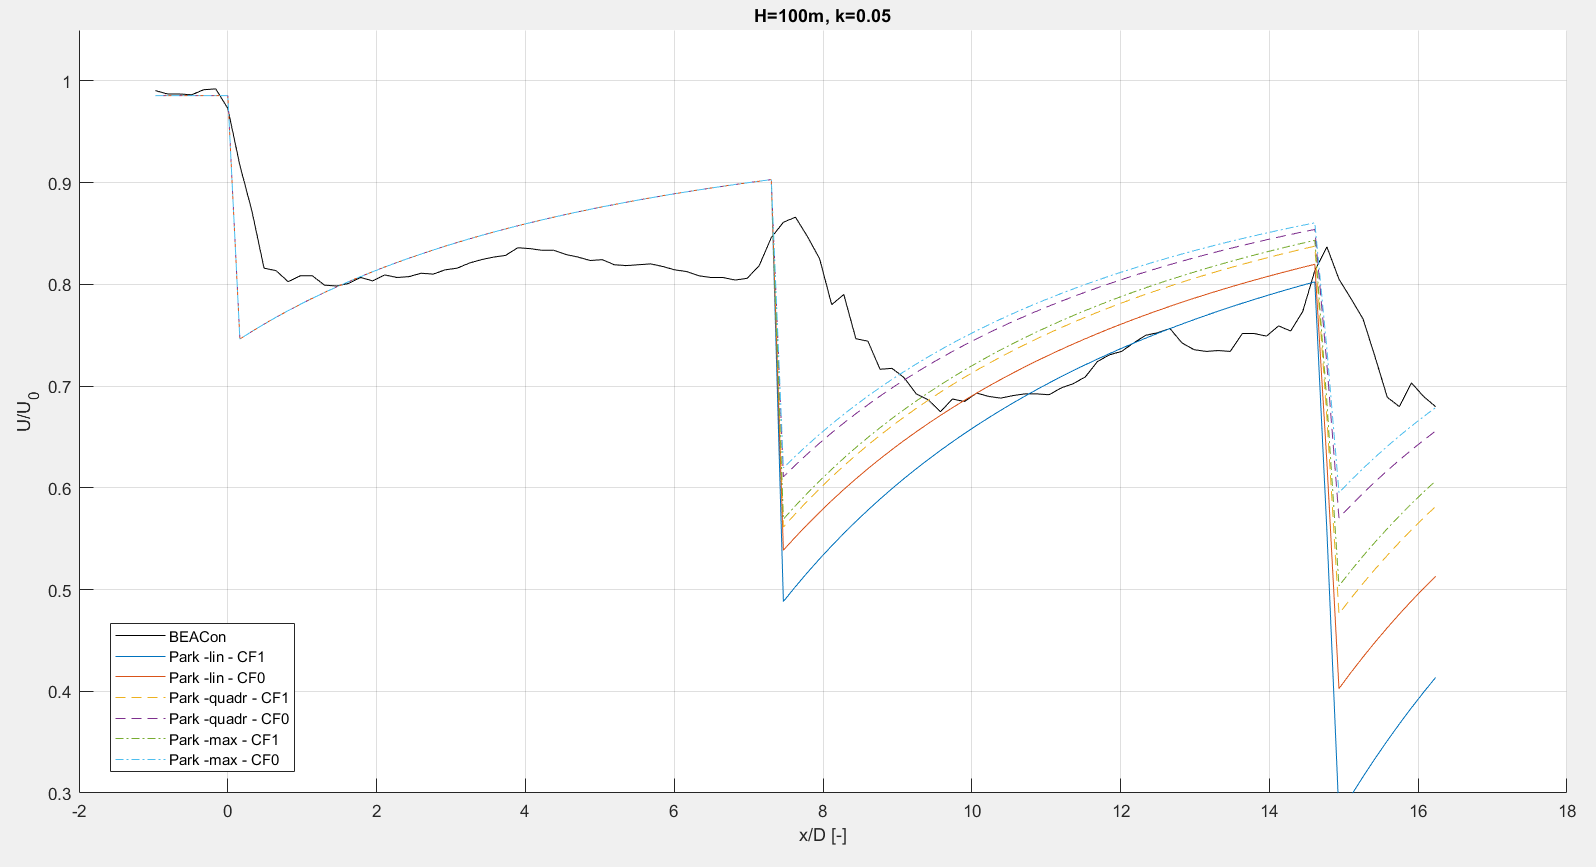 H=100m, k=0.05
1
0.9
0.8
0.7
0.6
0.5
0.4
0.3
U/U0
BEACon
Park -lin - CF1
Park -lin - CF0
Park -quadr - CF1
Park -quadr - CF0
Park -max - CF1
Park -max - CF0
-2 0 2 4 6 8 10 12 14 16 18
x/D [-]